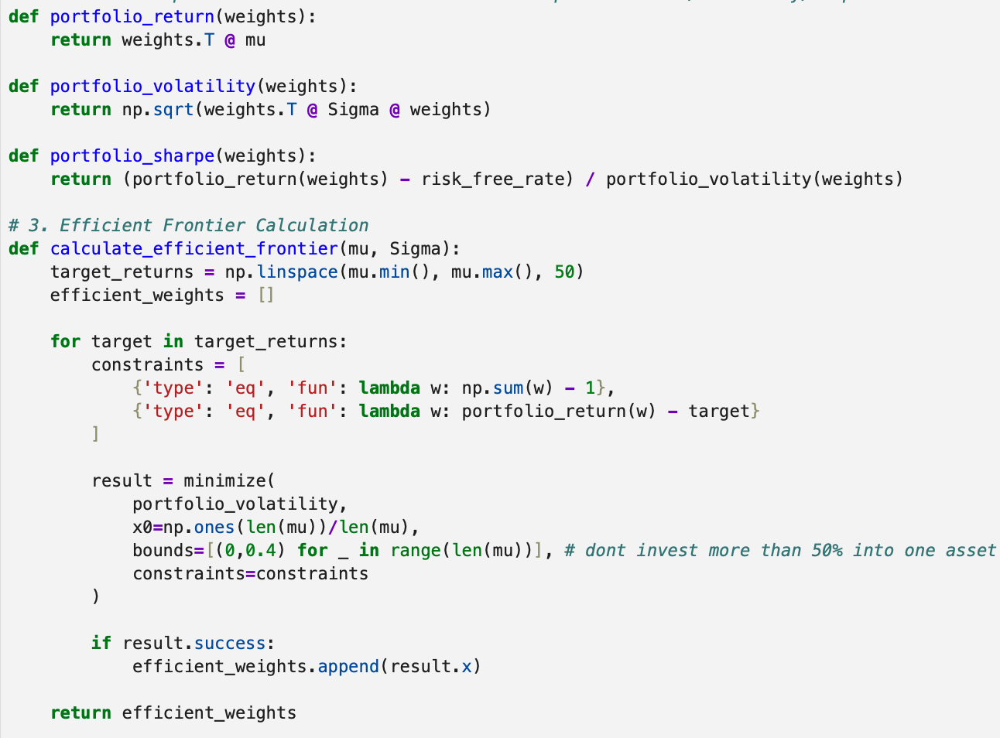 def portfolio_return(weights):
    return weights.T @ mu

def portfolio_volatility(weights):
    return np.sqrt(weights.T @ Sigma @ weights)

def portfolio_sharpe(weights):
    return (portfolio_return(weights) - risk_free_rate) / portfolio_volatility(weights)

# 3. Efficient Frontier Calculation
def calculate_efficient_frontier(mu, Sigma):
    target_returns = np.linspace(mu.min(), mu.max(), 50)
    efficient_weights = []

    for target in target_returns:
        constraints = [
            {'type': 'eq', 'fun': lambda w: np.sum(w) - 1},
            {'type': 'eq', 'fun': lambda w: portfolio_return(w) - target}
        ]

        result = minimize(
            portfolio_volatility,
            x0=np.ones(len(mu))/len(mu),
            bounds=[(0,0.4) for _ in range(len(mu))], # dont invest more than 50% into one asset
            constraints=constraints
        )

        if result.success:
            efficient_weights.append(result.x)

    return efficient_weights